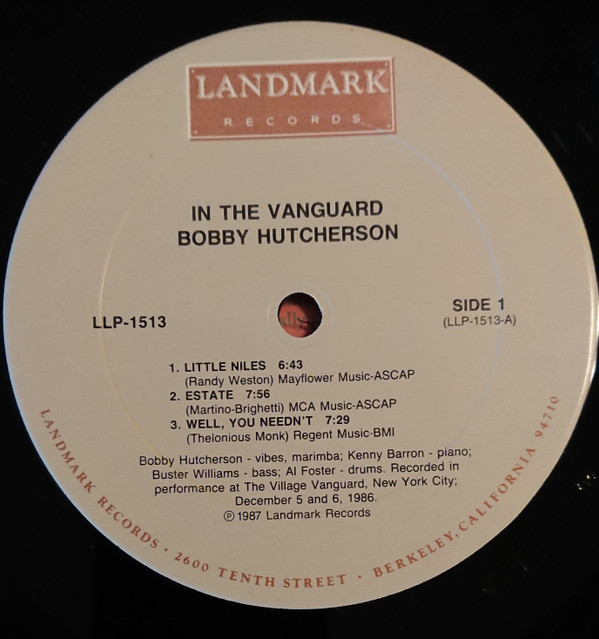 LANDMARK
RECORDS
IN THE VANGUARD
BOBBY HUTCHERSON
LLP-1513
SIDE 1
(LLP-1513-A)
1. LITTLE NILES 6:43
(Randy Weston) Mayflower Music-ASCAP
2. ESTATE 7:56
(Martino-Brighetti) MCA Music-ASCAP
3. WELL, YOU NEEDN'T 7:29
(Thelonious Monk) Regent Music-BMI
Bobby Hutcherson - vibes, marimba; Kenny Barron - piano;
Buster Williams - bass; Al Foster - drums. Recorded in
performance at The Village Vanguard, New York City;
December 5 and 6, 1986.
℗ 1987 Landmark Records
LANDMARK RECORDS · 2600 TENTH STREET · BERKELEY, CALIFORNIA 94710